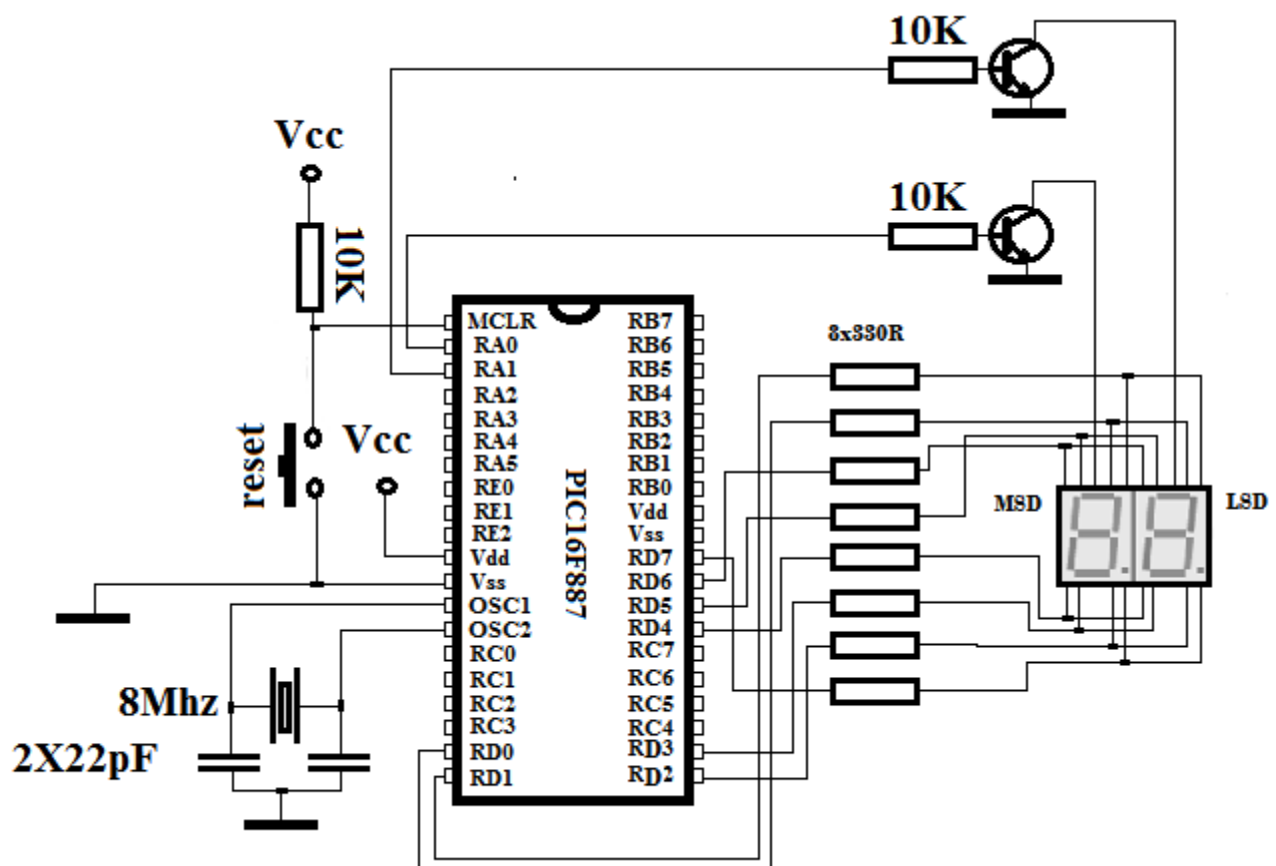 10K
Vcc
10K
10K
MCLR RB7
RA0 RB6
RA1 RB5
RA2 RB4
RA3 RB3
RA4 RB2
RA5 RB1
RE0 RB0
RE1 Vdd
RE2 Vss
Vdd RD7
Vss RD6
OSC1 RD5
OSC2 RD4
RC0 RC7
RC1 RC6
RC2 RC5
RC3 RC4
RD0 RD3
RD1 RD2
PIC16F887
8x330R
reset
Vcc
MSD
LSD
8Mhz
2X22pF